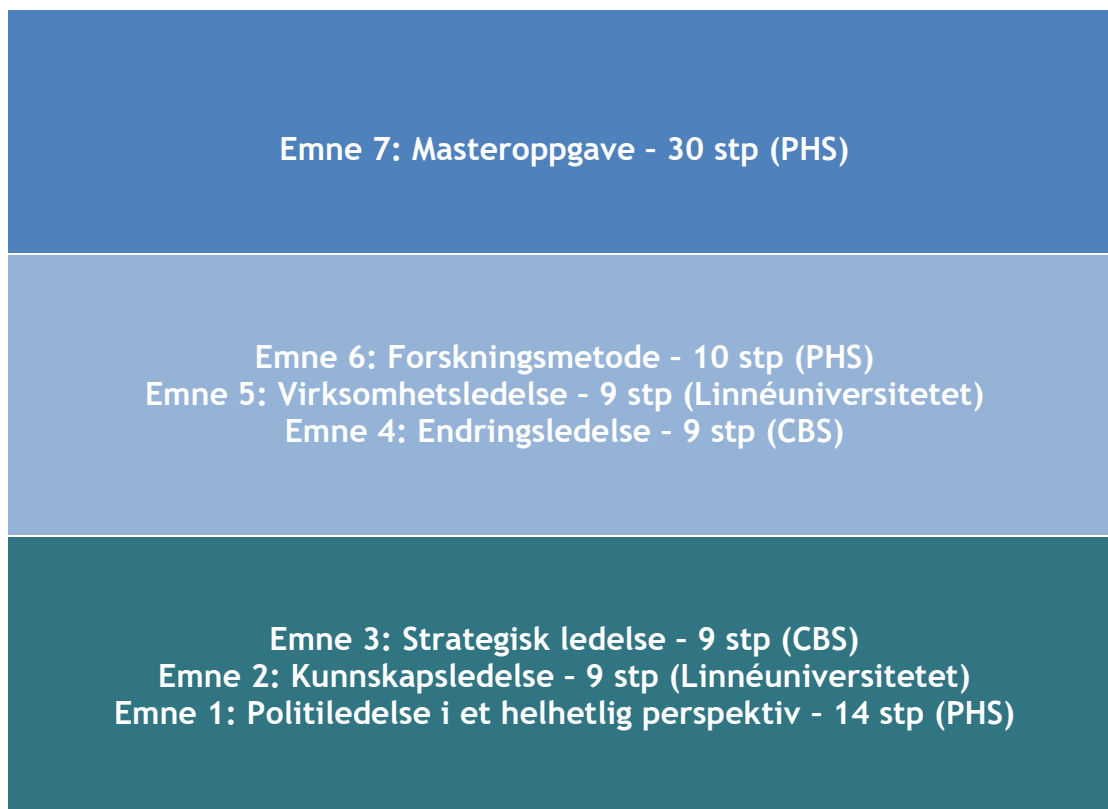 Emne 7: Masteroppgave – 30 stp (PHS)
Emne 6: Forskningsmetode – 10 stp (PHS)
Emne 5: Virksomhetsledelse – 9 stp (Linnéuniversitetet)
Emne 4: Endringsledelse – 9 stp (CBS)
Emne 3: Strategisk ledelse – 9 stp (CBS)
Emne 2: Kunnskapsledelse – 9 stp (Linnéuniversitetet)
Emne 1: Politiledelse i et helhetlig perspektiv – 14 stp (PHS)